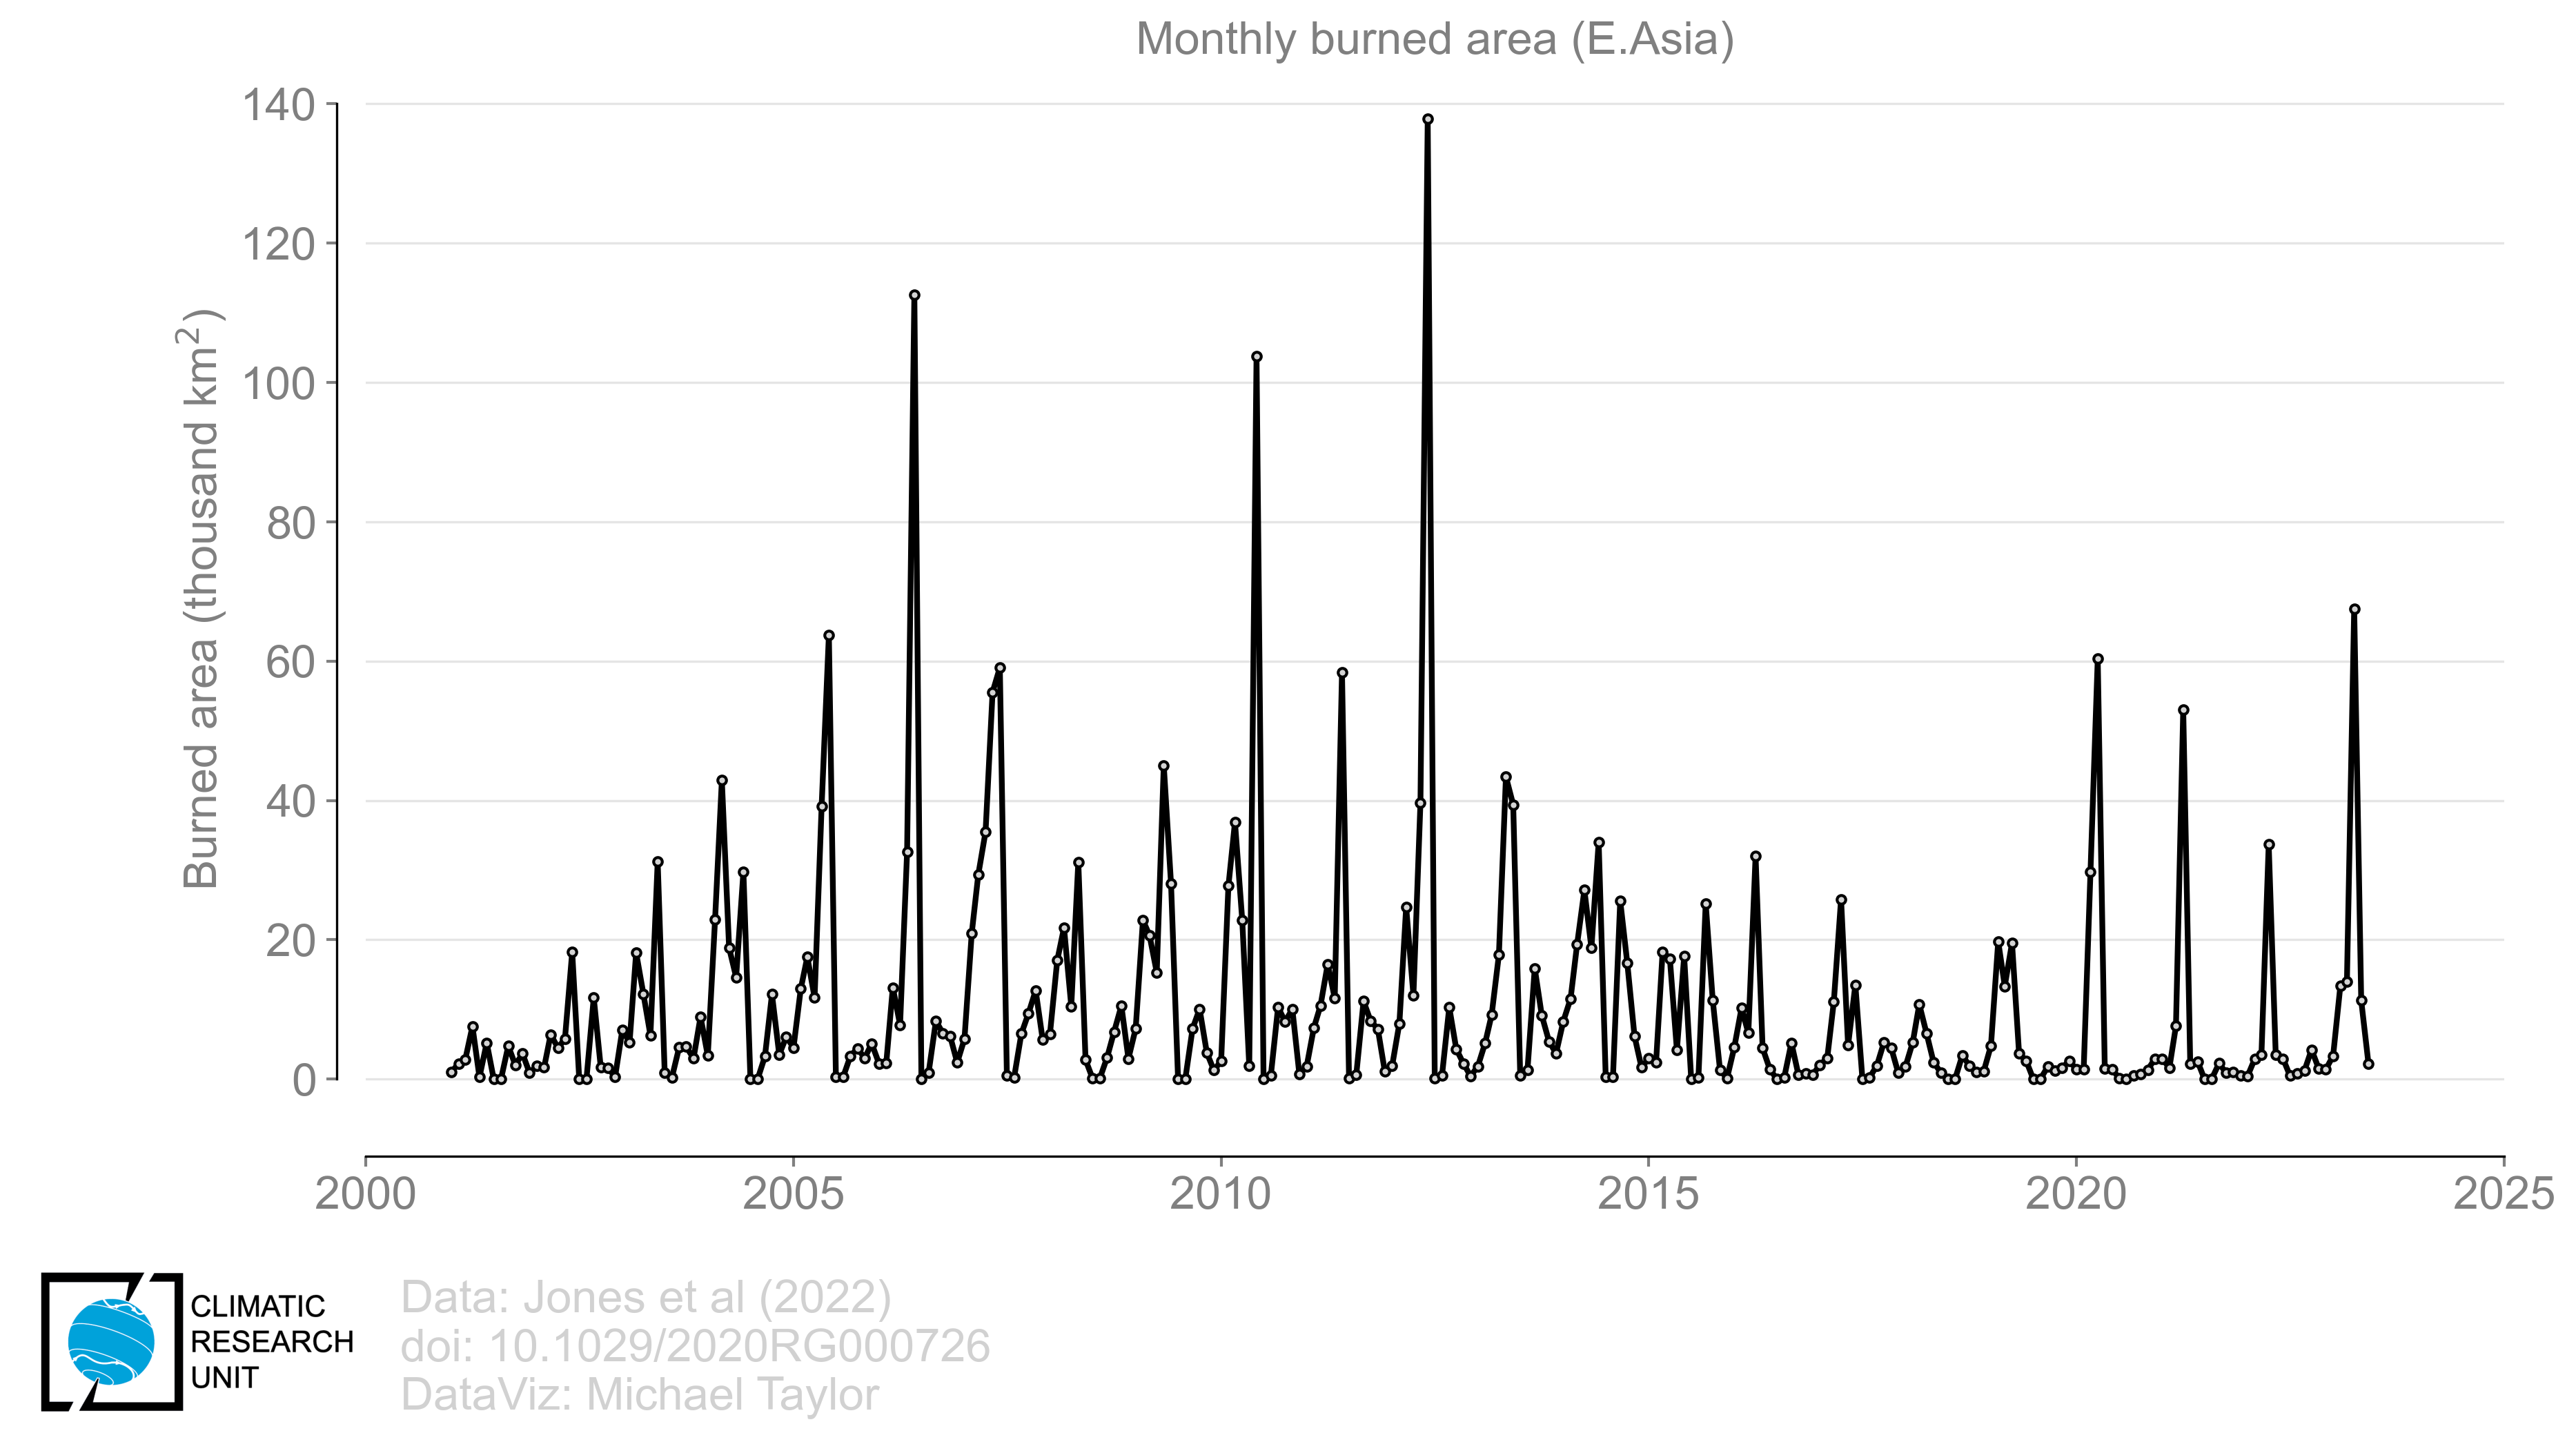 Monthly burned area (E.Asia)
Burned area (thousand km²)
140
120
100
80
60
40
20
0
2000 2005 2010 2015 2020 2025
CLIMATIC
RESEARCH
UNIT
Data: Jones et al (2022)
doi: 10.1029/2020RG000726
DataViz: Michael Taylor